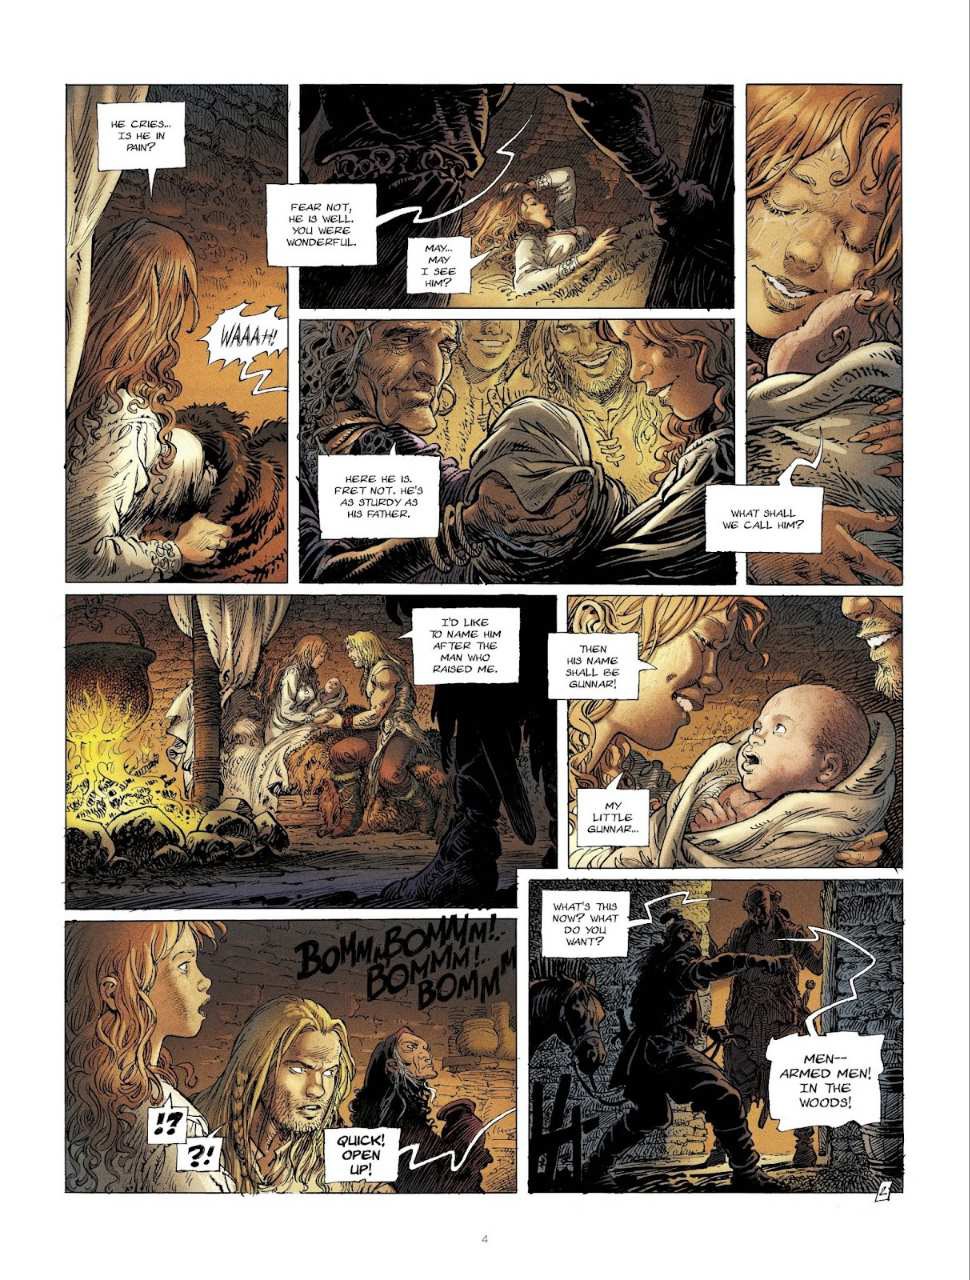 HE CRIES...
IS HE IN
PAIN?
WAAAH!
FEAR NOT,
HE IS WELL.
YOU WERE
WONDERFUL.
MAY...
MAY
I SEE
HIM?
HERE HE IS.
FRET NOT. HE'S
AS STURDY AS
HIS FATHER.
WHAT SHALL
WE CALL HIM?
I'D LIKE
TO NAME HIM
AFTER THE
MAN WHO
RAISED ME.
THEN
HIS NAME
SHALL BE
GUNNAR!
MY
LITTLE
GUNNAR...
BOMM
BOMMM!
BOMMM!
BOMMM
!?
?!
QUICK!
OPEN
UP!
WHAT'S THIS
NOW? WHAT
DO YOU
WANT?
MEN--
ARMED MEN!
IN THE
WOODS!
2
4